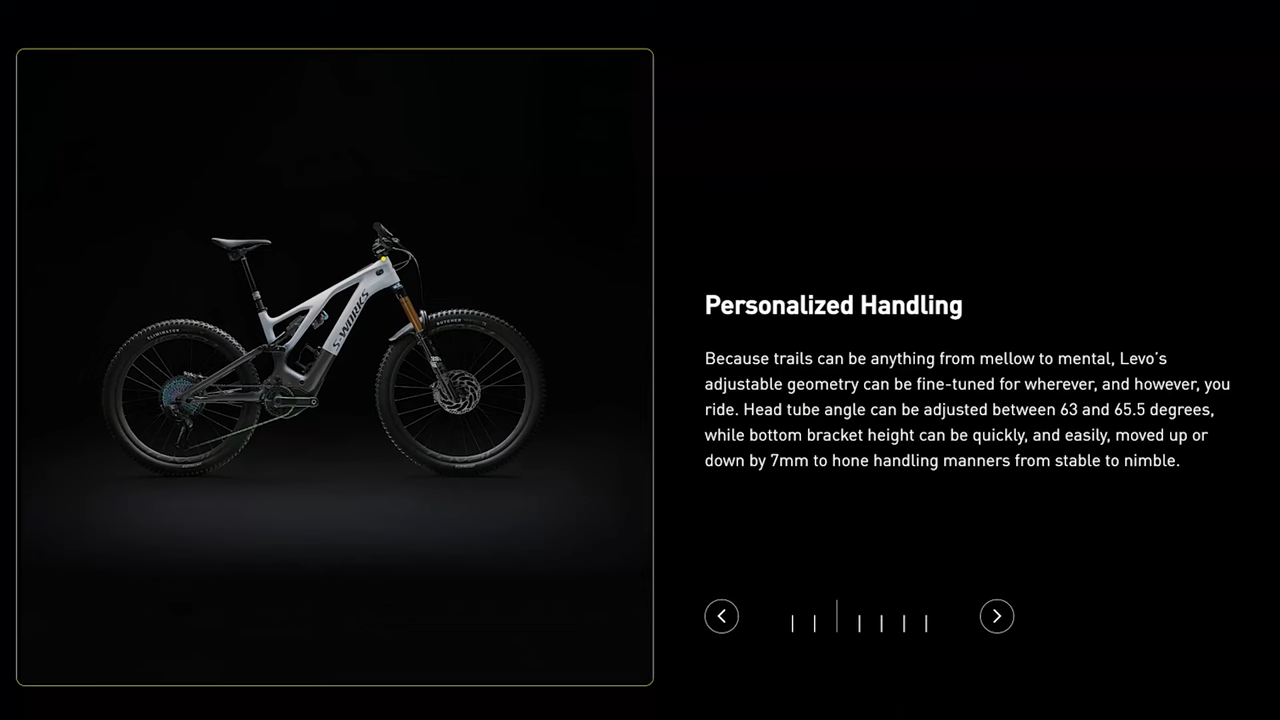 Personalized Handling
Because trails can be anything from mellow to mental, Levo's
adjustable geometry can be fine-tuned for wherever, and however, you
ride. Head tube angle can be adjusted between 63 and 65.5 degrees,
while bottom bracket height can be quickly, and easily, moved up or
down by 7mm to hone handling manners from stable to nimble.
S-WORKS
ELIMINATOR
BUTCHER